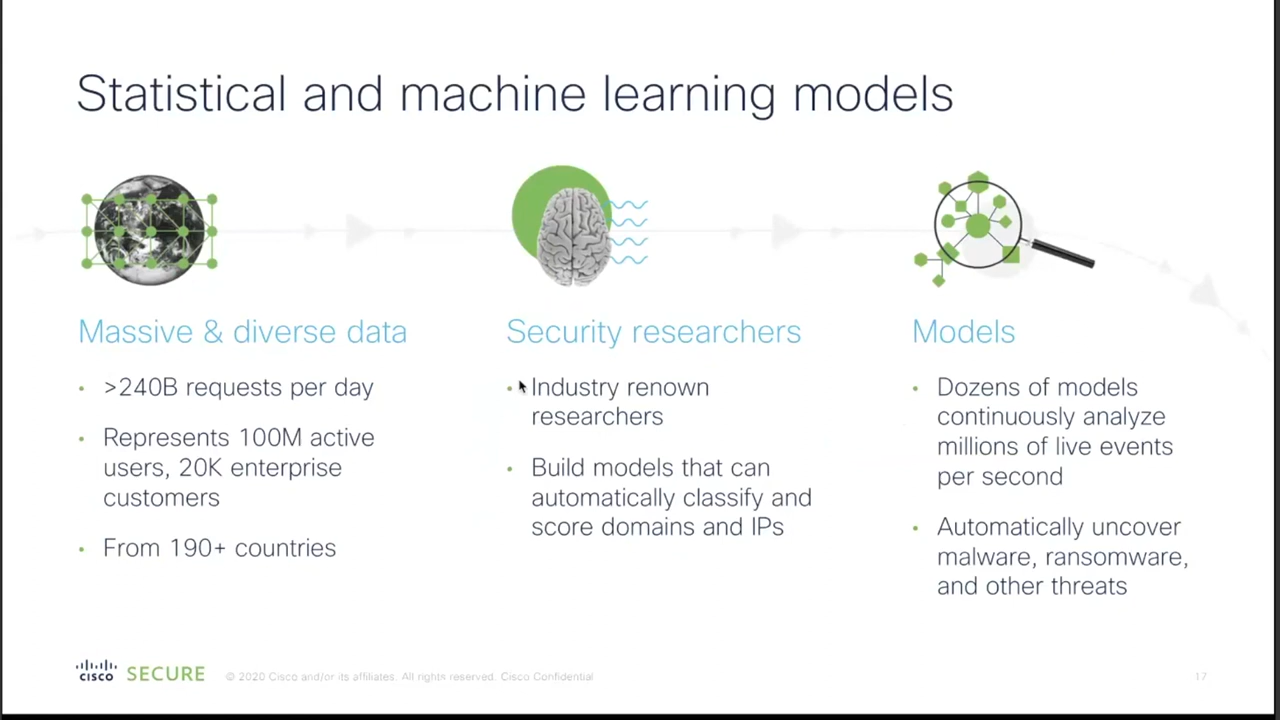 Statistical and machine learning models
Massive & diverse data
• >240B requests per day
• Represents 100M active
users, 20K enterprise
customers
• From 190+ countries
Security researchers
• Industry renown
researchers
• Build models that can
automatically classify and
score domains and IPs
Models
• Dozens of models
continuously analyze
millions of live events
per second
• Automatically uncover
malware, ransomware,
and other threats
CISCO SECURE © 2020 Cisco and/or its affiliates. All rights reserved. Cisco Confidential 17